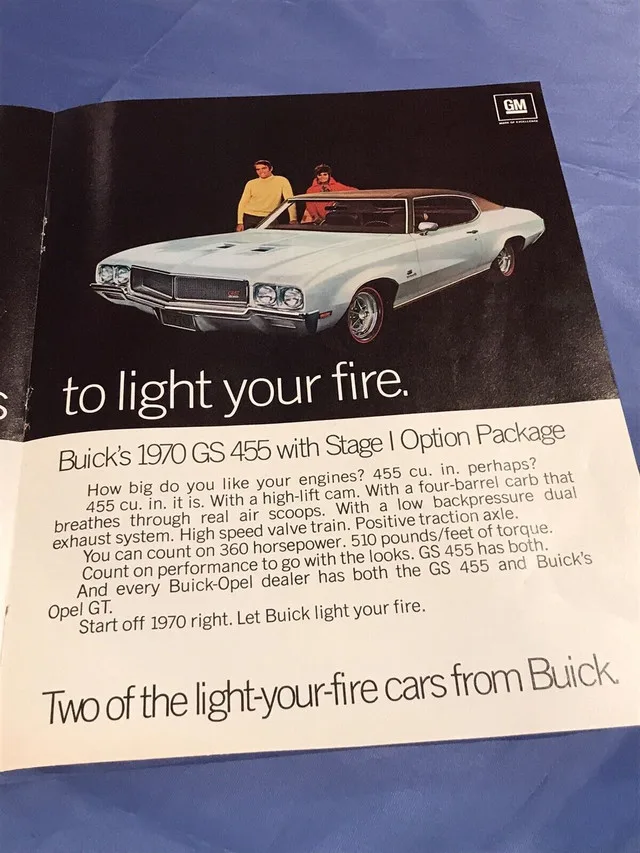 GM
MARK OF EXCELLENCE
s
to light your fire.
Buick's 1970 GS 455 with Stage I Option Package
How big do you like your engines? 455 cu. in. perhaps?
455 cu. in. it is. With a high-lift cam. With a four-barrel carb that
breathes through real air scoops. With a low backpressure dual
exhaust system. High speed valve train. Positive traction axle.
You can count on 360 horsepower. 510 pounds/feet of torque.
Count on performance to go with the looks. GS 455 has both.
And every Buick-Opel dealer has both the GS 455 and Buick's
Opel GT.
Start off 1970 right. Let Buick light your fire.
Two of the light-your-fire cars from Buick.